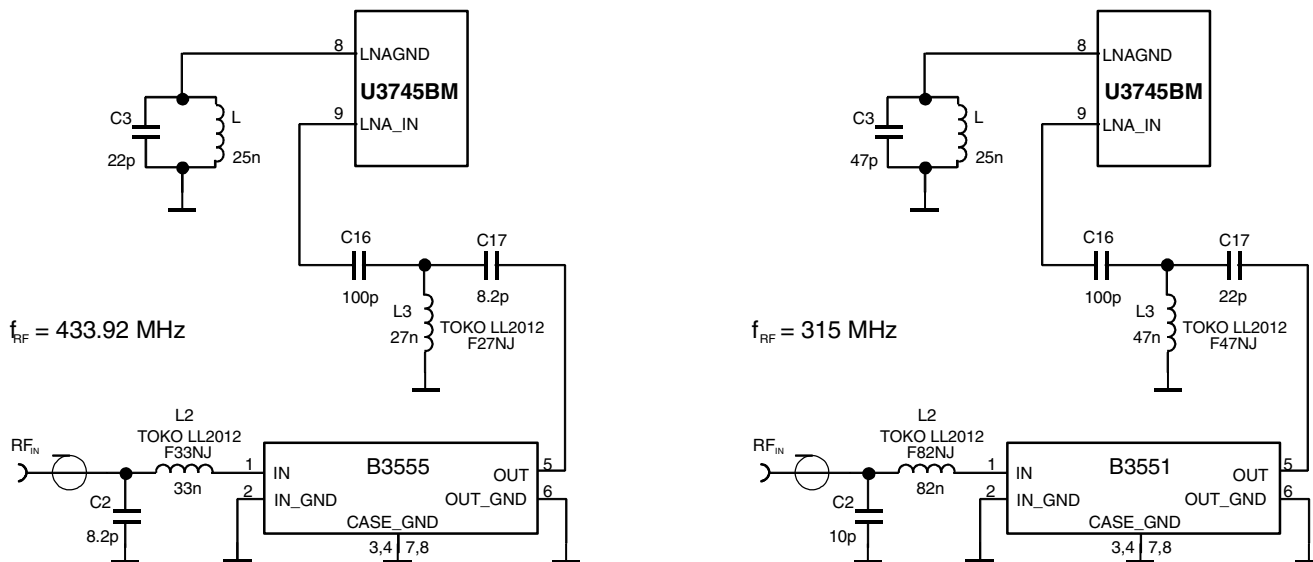 8
LNAGND
U3745BM
9
LNA_IN
C3
22p
L
25n
C16
100p
C17
8.2p
L3
27n
TOKO LL2012
F27NJ
fRF = 433.92 MHz
L2
TOKO LL2012
F33NJ
33n
RFIN
C2
8.2p
1
IN
2
IN_GND
B3555
OUT
5
OUT_GND
6
CASE_GND
3,4
7,8
8
LNAGND
U3745BM
9
LNA_IN
C3
47p
L
25n
C16
100p
C17
22p
L3
47n
TOKO LL2012
F47NJ
fRF = 315 MHz
L2
TOKO LL2012
F82NJ
82n
RFIN
C2
10p
1
IN
2
IN_GND
B3551
OUT
5
OUT_GND
6
CASE_GND
3,4
7,8